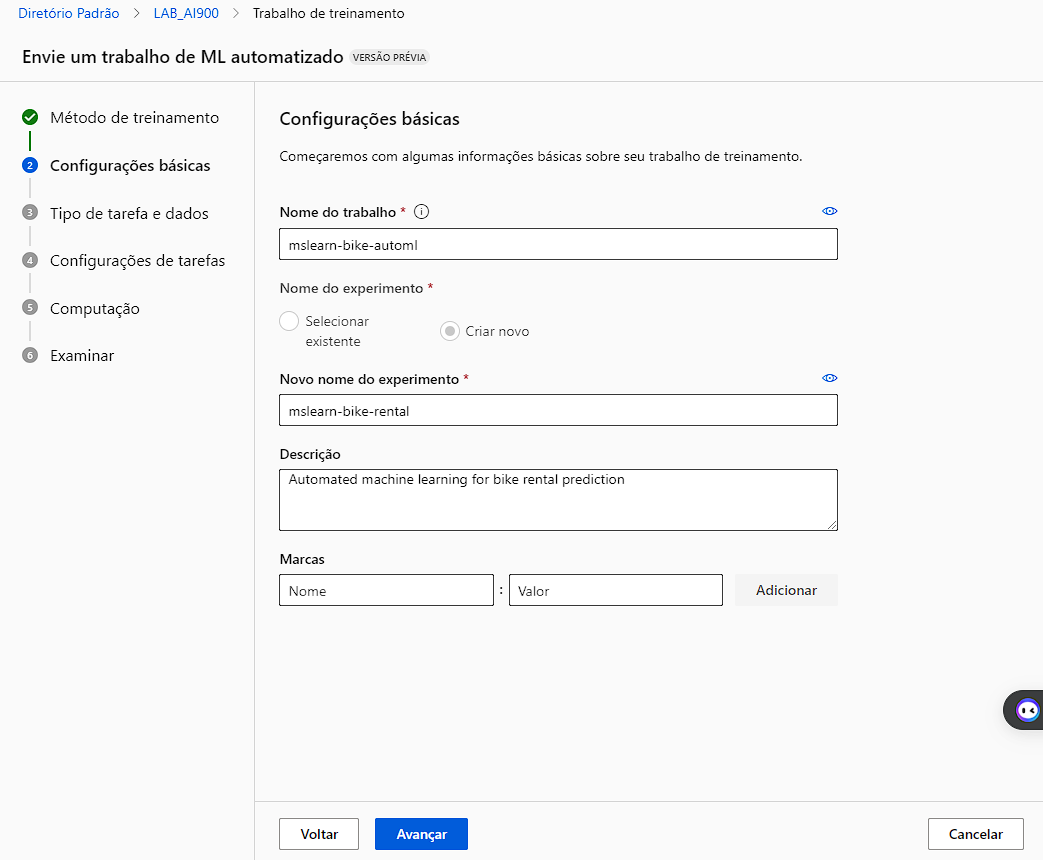 Diretório Padrão > LAB_AI900 > Trabalho de treinamento
Envie um trabalho de ML automatizado VERSÃO PRÉVIA
Método de treinamento
2 Configurações básicas
3 Tipo de tarefa e dados
4 Configurações de tarefas
5 Computação
6 Examinar
Configurações básicas
Começaremos com algumas informações básicas sobre seu trabalho de treinamento.
Nome do trabalho *
mslearn-bike-automl
Nome do experimento *
Selecionar
existente
Criar novo
Novo nome do experimento *
mslearn-bike-rental
Descrição
Automated machine learning for bike rental prediction
Marcas
Nome : Valor Adicionar
Voltar Avançar Cancelar